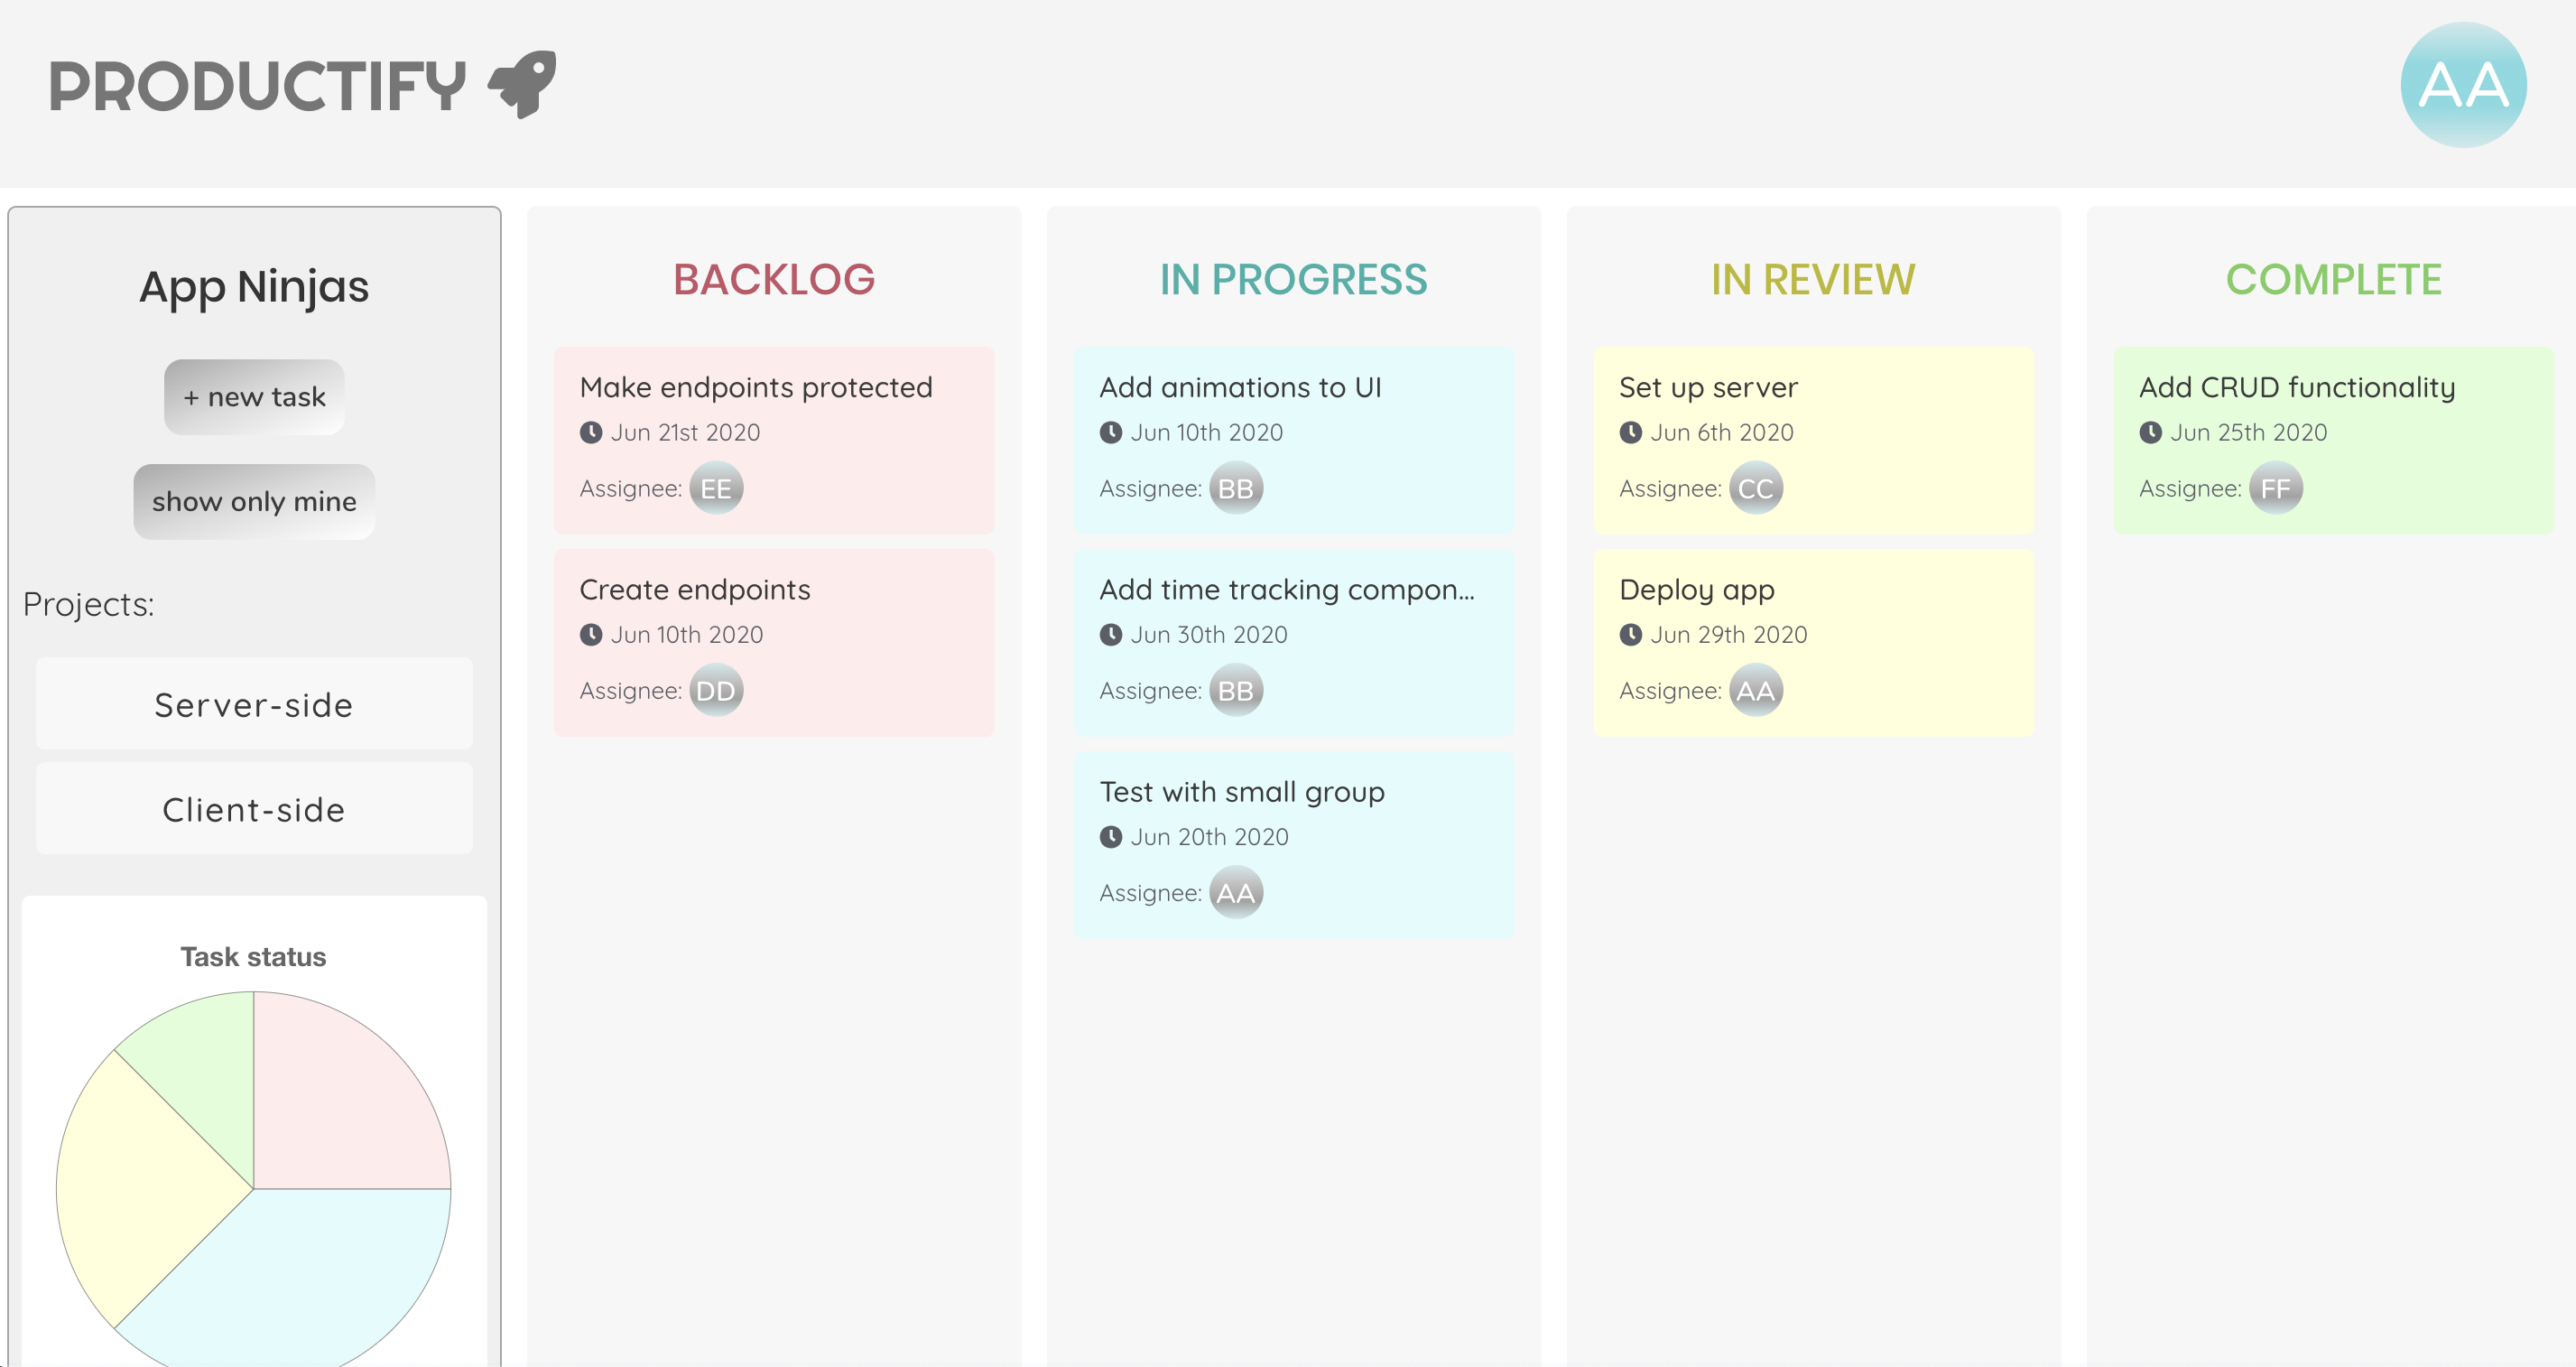 PRODUCTIFY
AA
App Ninjas
+ new task
show only mine
Projects:
Server-side
Client-side
Task status
BACKLOG
Make endpoints protected
Jun 21st 2020
Assignee: EE
Create endpoints
Jun 10th 2020
Assignee: DD
IN PROGRESS
Add animations to UI
Jun 10th 2020
Assignee: BB
Add time tracking compon...
Jun 30th 2020
Assignee: BB
Test with small group
Jun 20th 2020
Assignee: AA
IN REVIEW
Set up server
Jun 6th 2020
Assignee: CC
Deploy app
Jun 29th 2020
Assignee: AA
COMPLETE
Add CRUD functionality
Jun 25th 2020
Assignee: FF